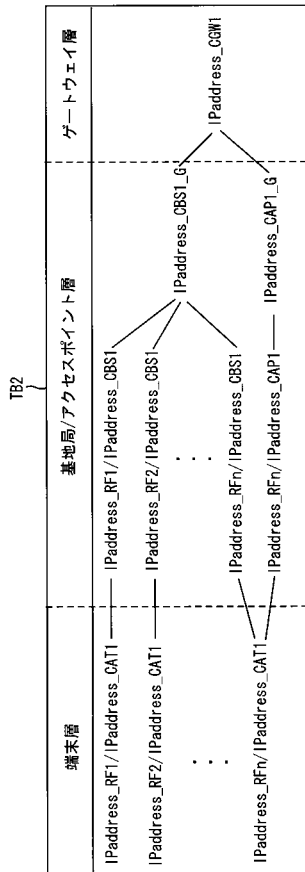 TB2
端末層
基地局/アクセスポイント層
ゲートウェイ層
IPaddress_RF1/IPaddress_CAT1
IPaddress_RF1/IPaddress_CBS1
IPaddress_RF2/IPaddress_CAT1
IPaddress_RF2/IPaddress_CBS1
IPaddress_CBS1_G
IPaddress_CGW1
. . .
. . .
IPaddress_RFn/IPaddress_CAT1
IPaddress_RFn/IPaddress_CBS1
IPaddress_RFn/IPaddress_CAP1
IPaddress_CAP1_G